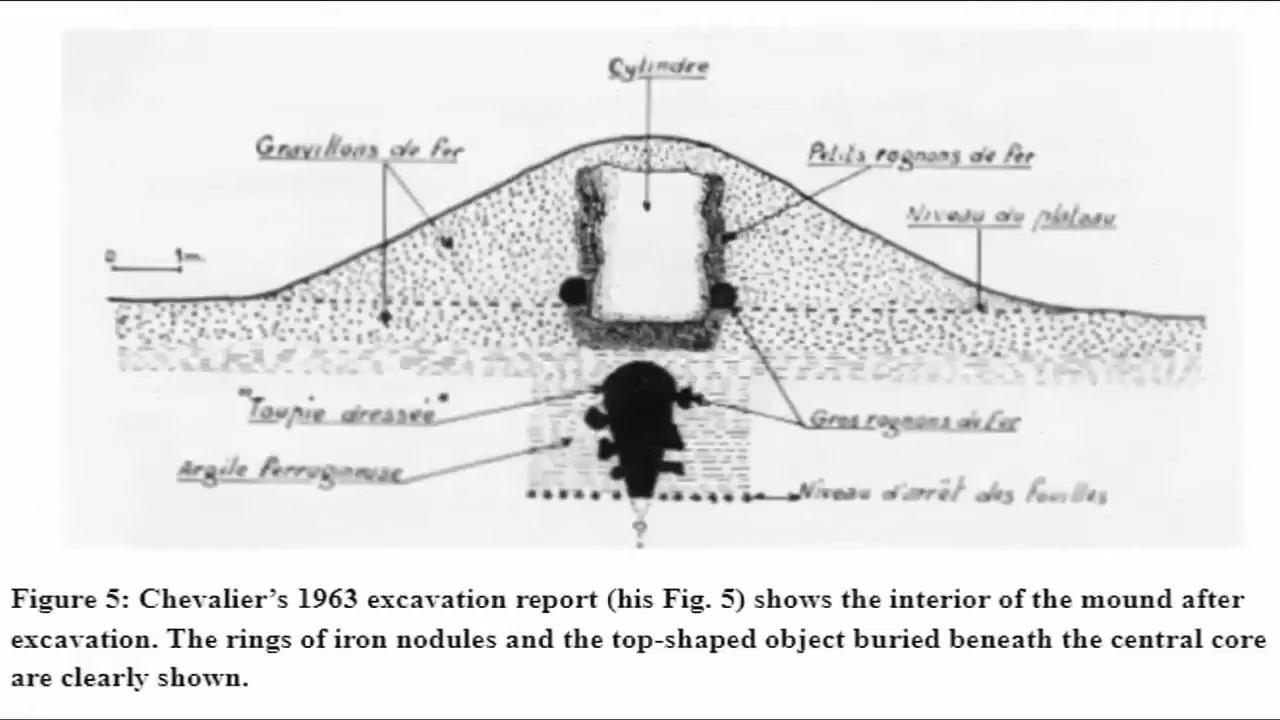 Cylindre
Gravillons de fer
Petits rognons de fer
Niveau du plateau
0 1m.
"Toupie dressée"
Gros rognons de fer
Argile Ferrugineuse
Niveau d'arrêt des fouilles
?
Figure 5: Chevalier's 1963 excavation report (his Fig. 5) shows the interior of the mound after
excavation. The rings of iron nodules and the top-shaped object buried beneath the central core
are clearly shown.